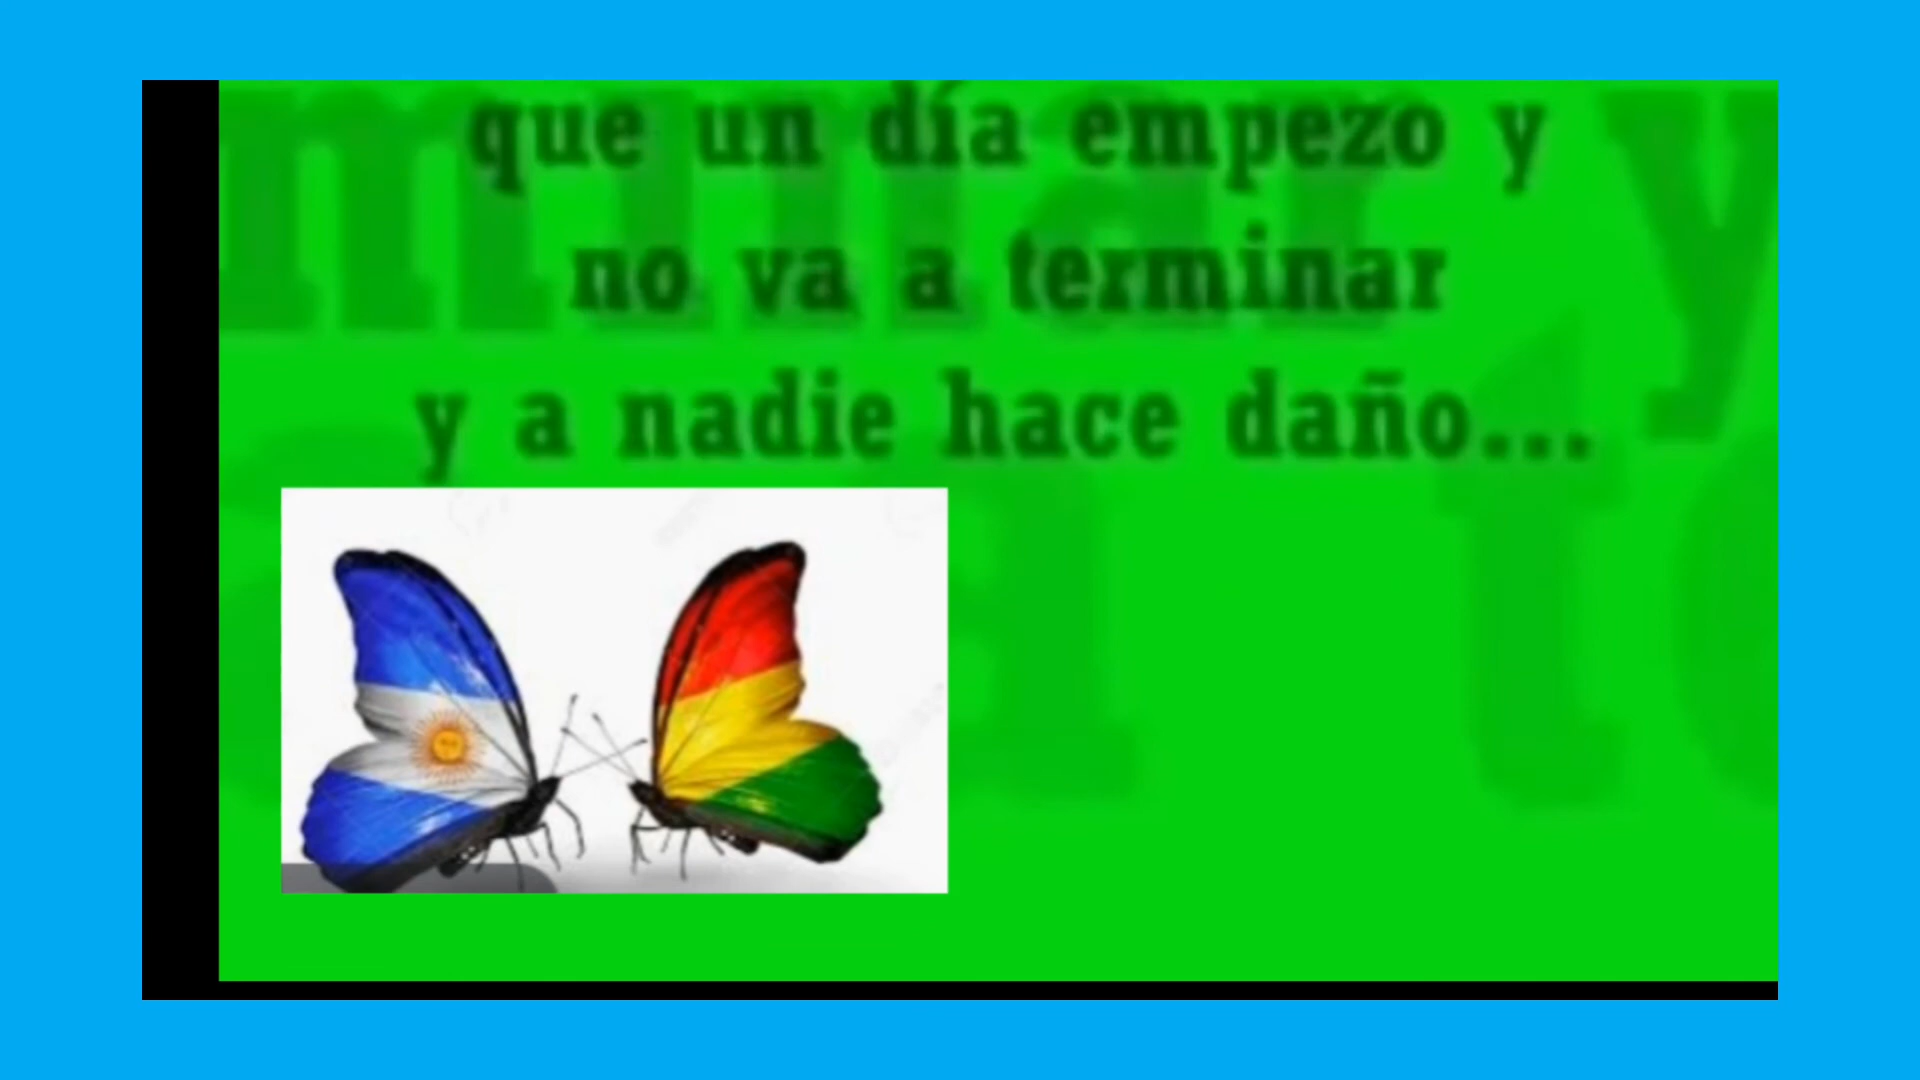 que un día empezo y
no va a terminar
y a nadie hace daño...